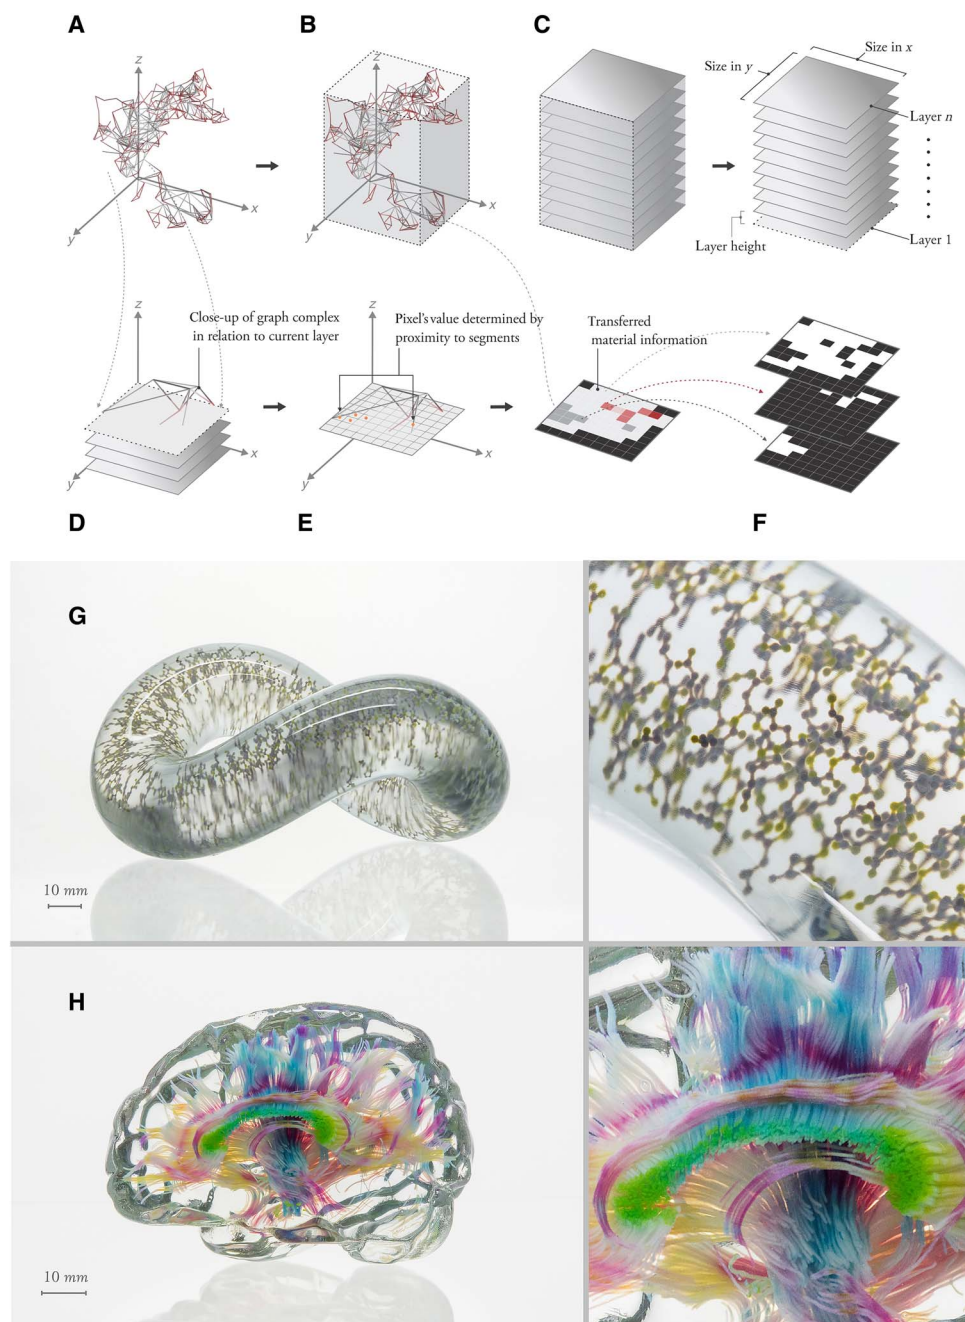 A
B
C
z
x
y
z
x
y
Size in x
Size in y
Layer n
Layer height
Layer 1
z
Close-up of graph complex
in relation to current layer
x
y
z
Pixel's value determined by
proximity to segments
x
y
Transferred
material information
D
E
F
G
10 mm
H
10 mm